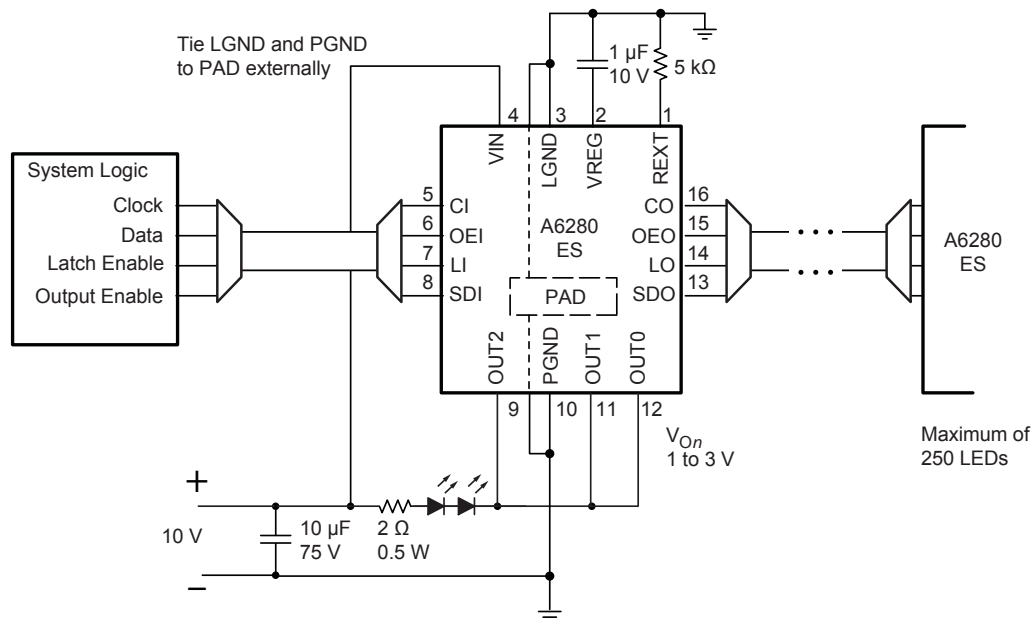 Tie LGND and PGND
to PAD externally
1 µF
10 V
5 kΩ
4
3
2
1
VIN
LGND
VREG
REXT
System Logic
Clock
Data
Latch Enable
Output Enable
5
6
7
8
CI
OEI
LI
SDI
A6280
ES
PAD
CO
OEO
LO
SDO
16
15
14
13
A6280
ES
OUT2
PGND
OUT1
OUT0
9
10
11
12
VOn
1 to 3 V
Maximum of
250 LEDs
+
10 V
–
10 µF
75 V
2 Ω
0.5 W